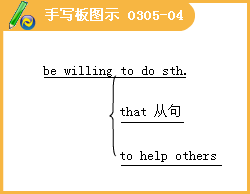 手写板图示 0305-04
be willing to do sth.
that 从句
to help others